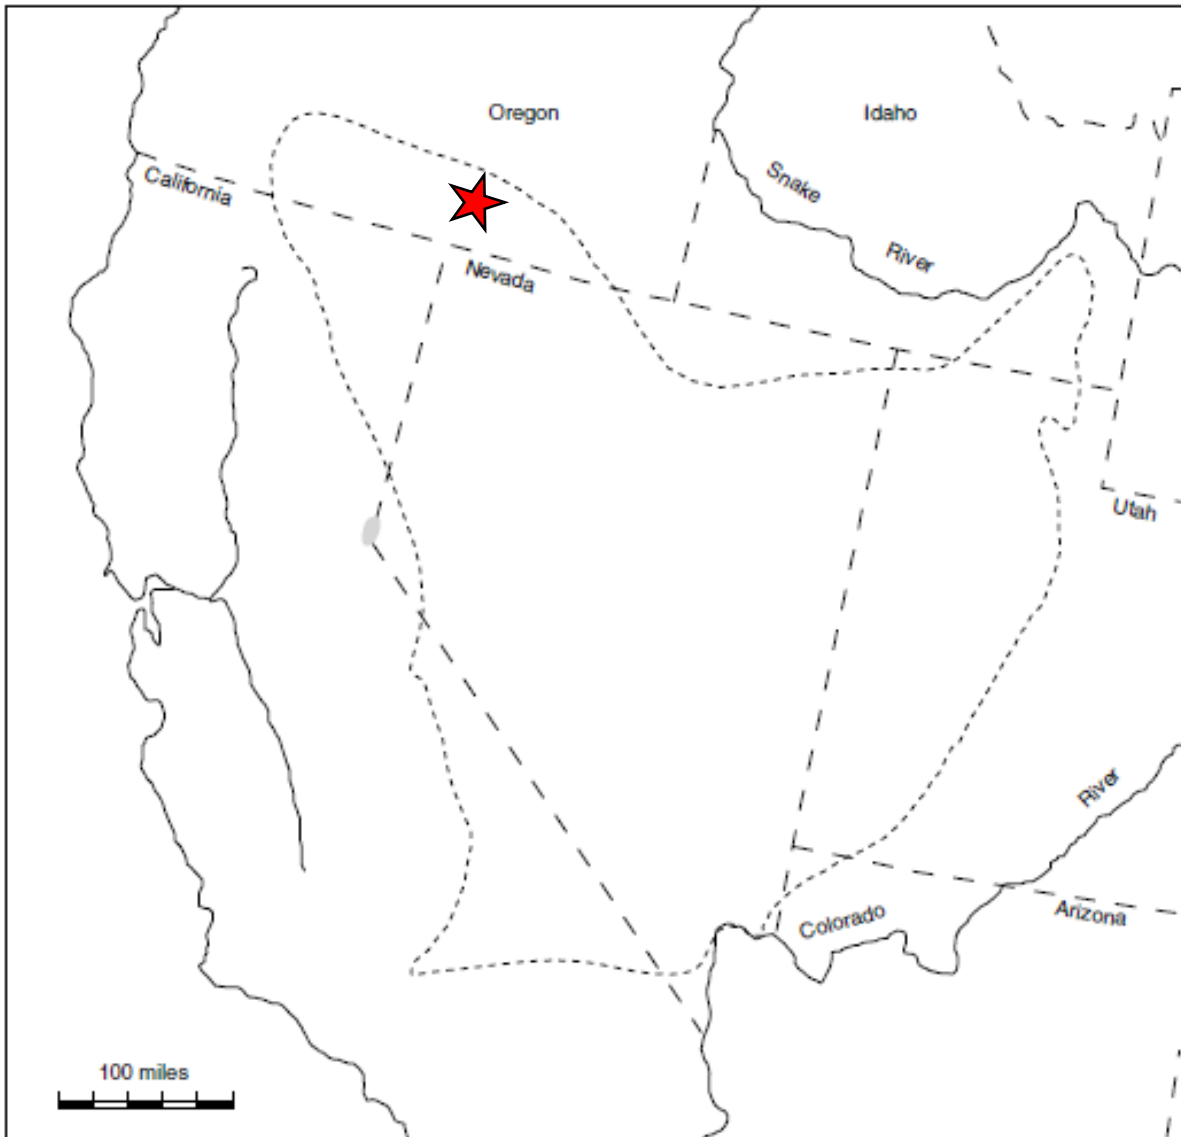 Oregon
Idaho
California
Snake
River
Nevada
Utah
River
Colorado
Arizona
100 miles